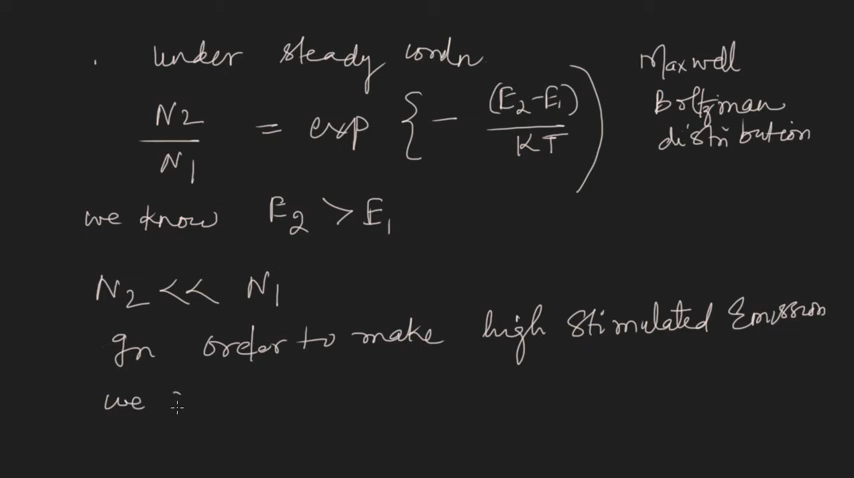 . under steady condn
Maxwell
Boltzman
distribution
N2/N1 = exp { - (E2-E1)/KT )
we know E2 > E1
N2 << N1
In order to make high Stimulated Emission
we